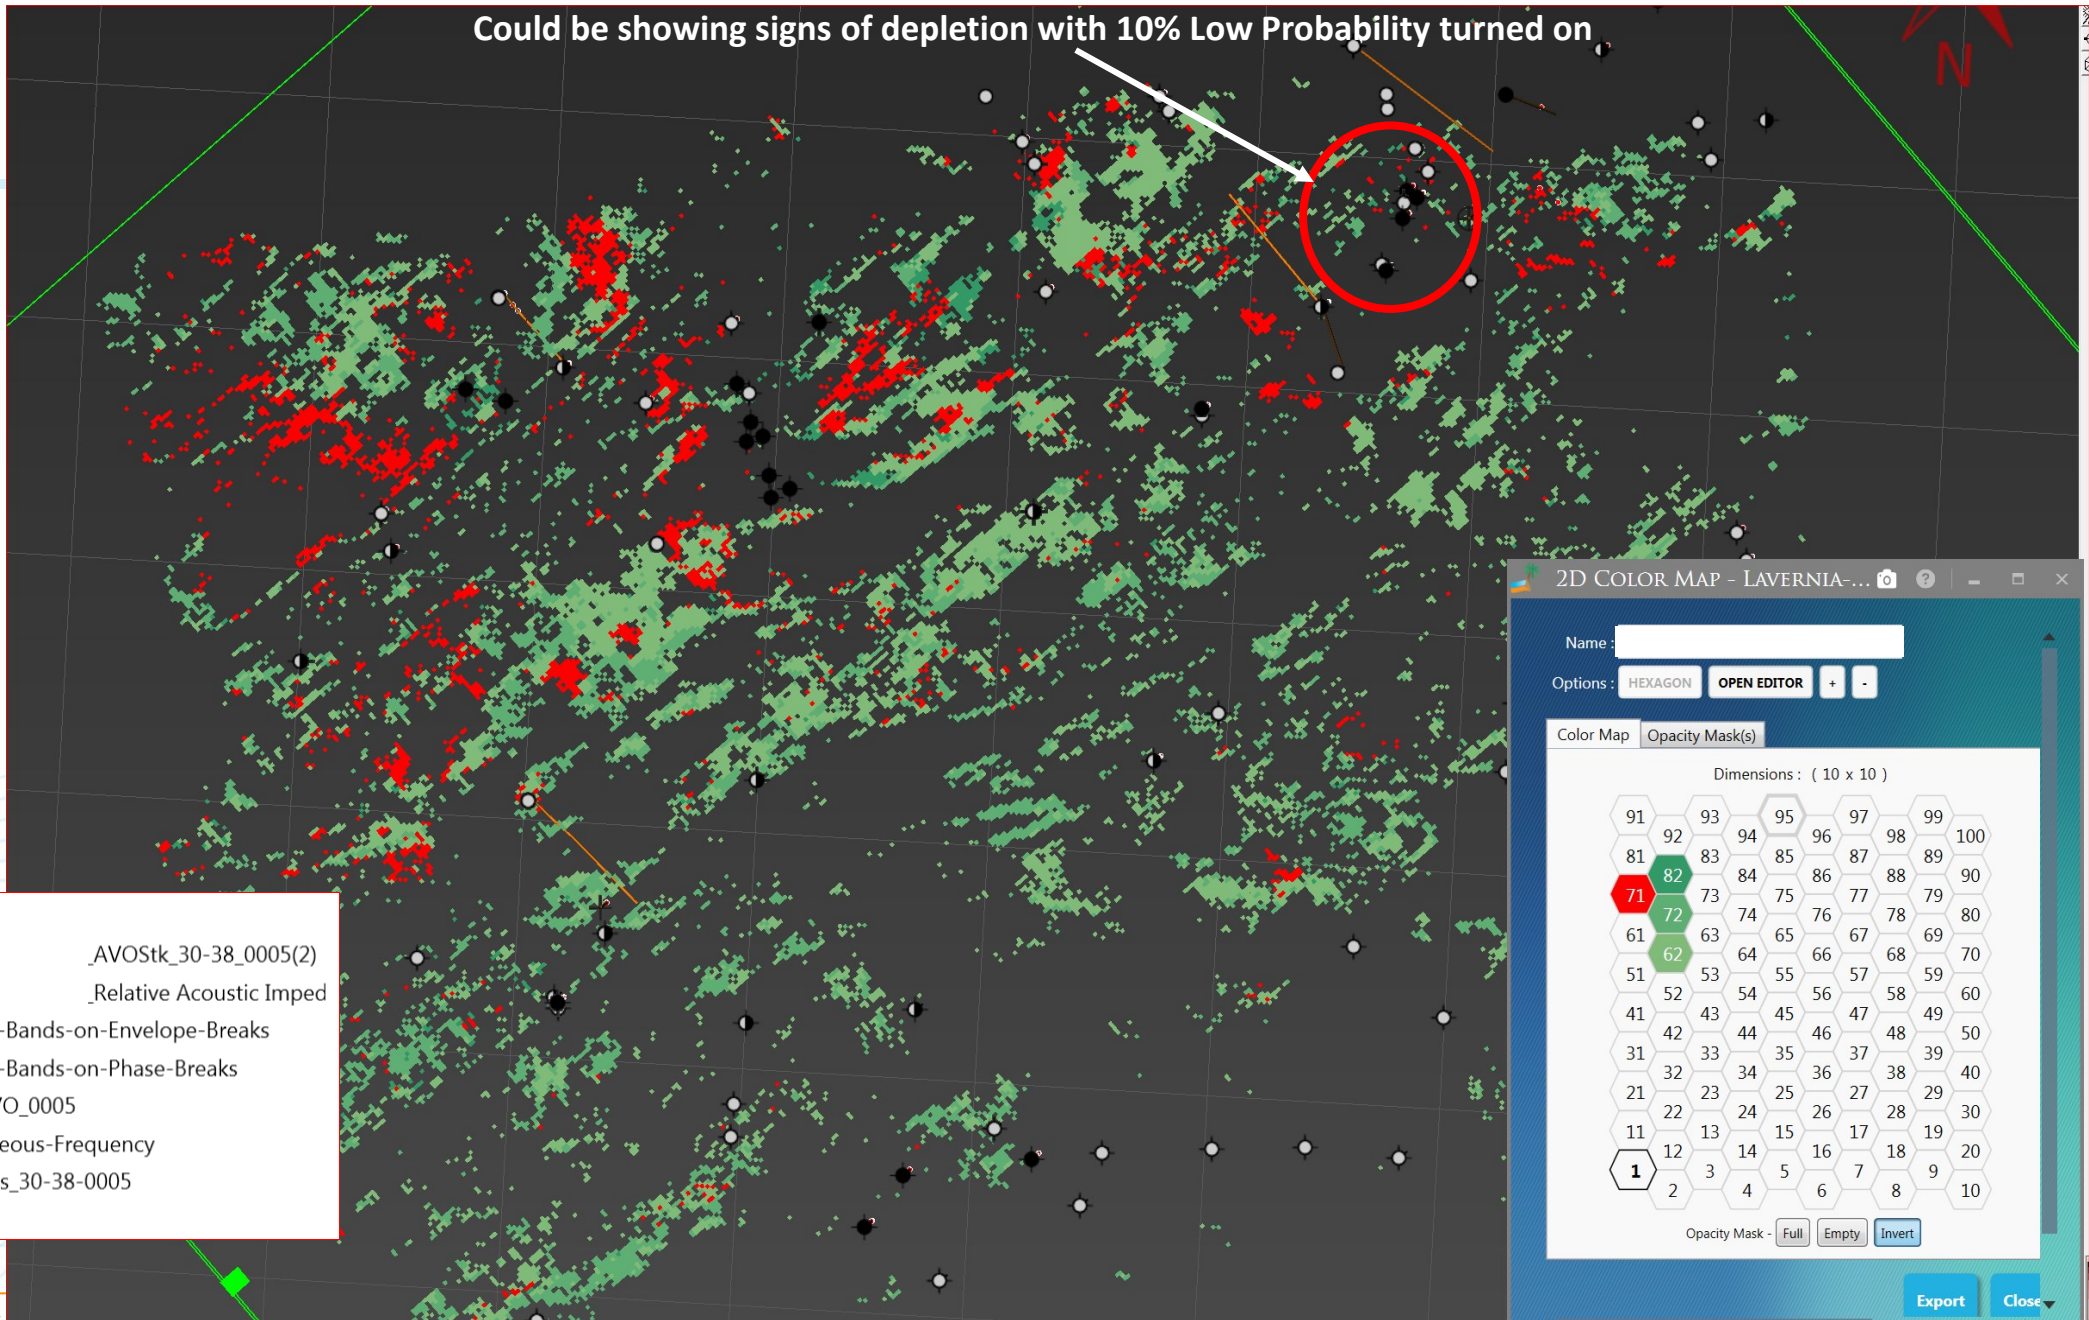 Could be showing signs of depletion with 10% Low Probability turned on
N
2D COLOR MAP - LAVERNIA-...
Name :
Options : HEXAGON OPEN EDITOR + -
Color Map Opacity Mask(s)
Dimensions : ( 10 x 10 )
91 93 95 97 99
92 94 96 98 100
81 83 85 87 89
82 84 86 88 90
71 73 75 77 79
72 74 76 78 80
61 63 65 67 69
62 64 66 68 70
51 53 55 57 59
52 54 56 58 60
41 43 45 47 49
42 44 46 48 50
31 33 35 37 39
32 34 36 38 40
21 23 25 27 29
22 24 26 28 30
11 13 15 17 19
12 14 16 18 20
1 3 5 7 9
2 4 6 8 10
Opacity Mask - Full Empty Invert
Export Close
_AVOStk_30-38_0005(2)
_Relative Acoustic Imped
-Bands-on-Envelope-Breaks
-Bands-on-Phase-Breaks
/O_0005
eous-Frequency
s_30-38-0005